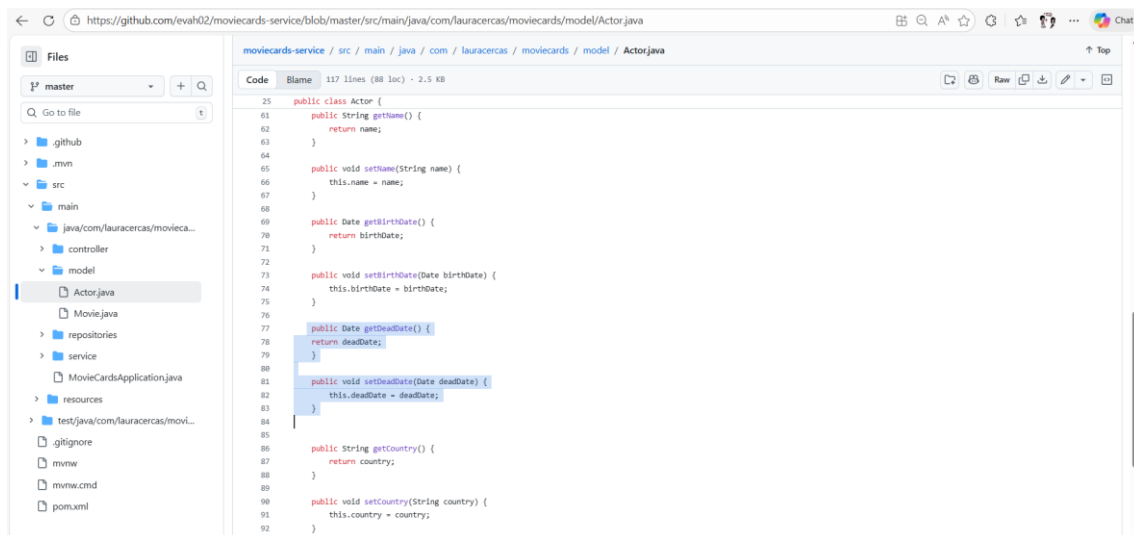 https://github.com/evah02/moviecards-service/blob/master/src/main/java/com/lauracercas/moviecards/model/Actor.java
Chat
Files
master
Go to file
t
.github
.mvn
src
main
java/com/lauracercas/movieca...
controller
model
Actor.java
Movie.java
repositories
service
MovieCardsApplication.java
resources
test/java/com/lauracercas/movi...
.gitignore
mvnw
mvnw.cmd
pom.xml
moviecards-service / src / main / java / com / lauracercas / moviecards / model / Actor.java
Top
Code Blame 117 lines (88 loc) · 2.5 KB
Raw
25 public class Actor {
61 public String getName() {
62 return name;
63 }
64
65 public void setName(String name) {
66 this.name = name;
67 }
68
69 public Date getBirthDate() {
70 return birthDate;
71 }
72
73 public void setBirthDate(Date birthDate) {
74 this.birthDate = birthDate;
75 }
76
77 public Date getDeadDate() {
78 return deadDate;
79 }
80
81 public void setDeadDate(Date deadDate) {
82 this.deadDate = deadDate;
83 }
84
85
86 public String getCountry() {
87 return country;
88 }
89
90 public void setCountry(String country) {
91 this.country = country;
92 }